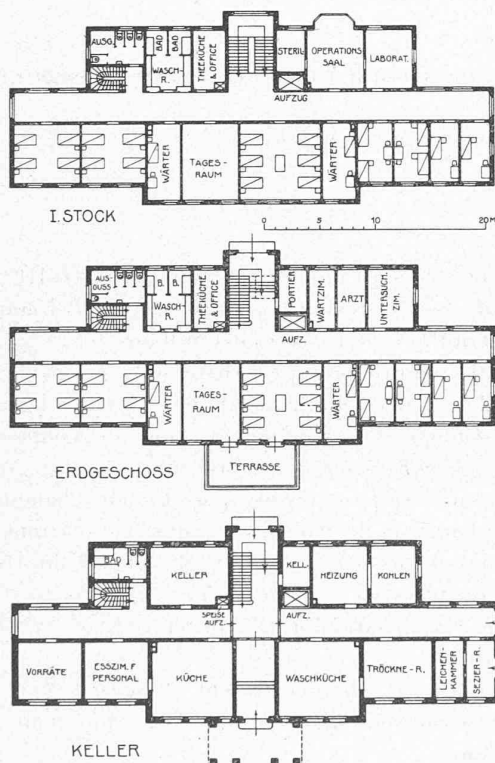 AUSG.
BAD
BAD
WASCH-
R.
THEEKÜCHE
& OFFICE
STERIL.
OPERATIONS
SAAL
LABORAT.
AUFZUG
WÄRTER
TAGES-
RAUM
WÄRTER
I. STOCK
0 5 10 20 M
AUS-
GUSS
B.
B.
WASCH-
R.
THEEKÜCHE
& OFFICE
PORTIER
WARTZIM.
ARZT
UNTERSUCH.
ZIM.
AUFZ.
WÄRTER
TAGES-
RAUM
WÄRTER
TERRASSE
ERDGESCHOSS
BAD
KELLER
KELL.
HEIZUNG
KOHLEN
SPEISE
AUFZ.
AUFZ.
VORRÄTE
ESSZIM. F
PERSONAL
KÜCHE
WASCHKÜCHE
TRÖCKNE-R.
LEICHEN-
KAMMER
SEZIER-R.
KELLER